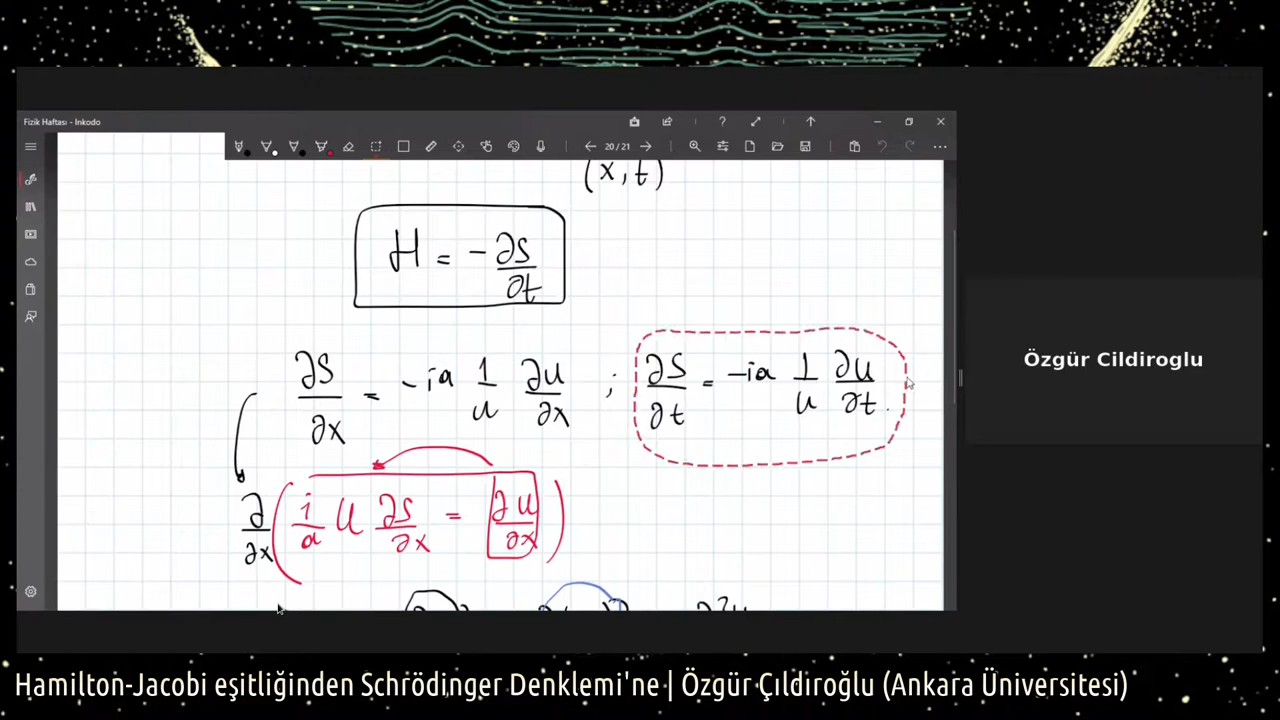 Fizik Haftası - Inkodo
20 / 21
(x, t)
H = - ∂S/∂t
∂S/∂x = -ia 1/u ∂u/∂x ; ∂S/∂t = -ia 1/u ∂u/∂t.
∂/∂x ( i/a u ∂S/∂x = ∂u/∂x )
Özgür Cildiroglu
Hamilton-Jacobi eşitliğinden Schrödinger Denklemi'ne | Özgür Çıldıroğlu (Ankara Üniversitesi)